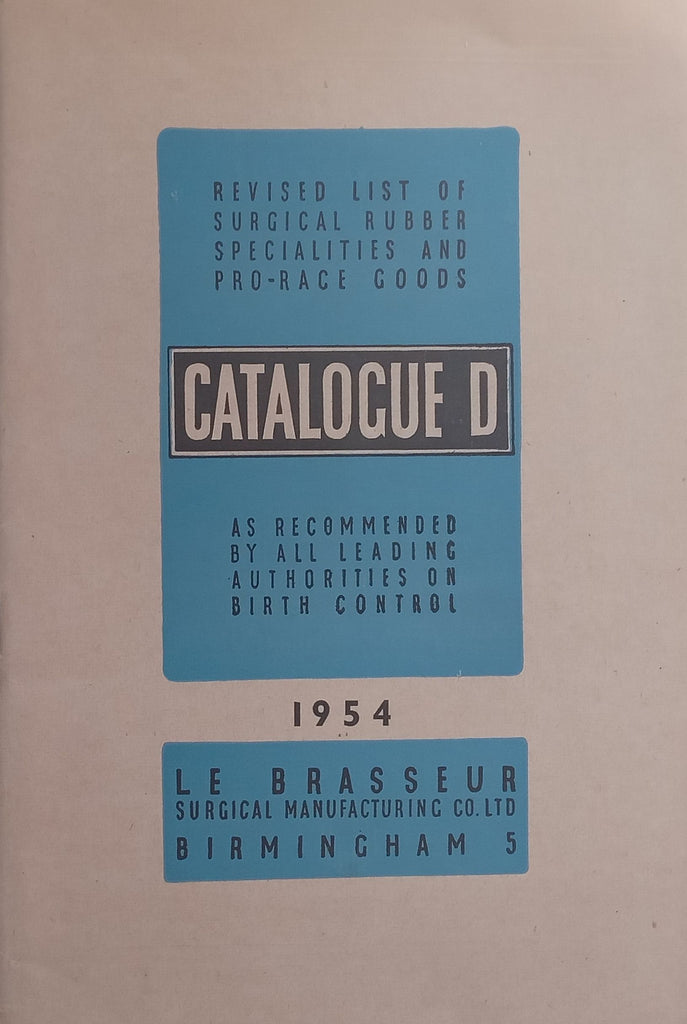 REVISED LIST OF
SURGICAL RUBBER
SPECIALITIES AND
PRO-RACE GOODS
CATALOGUE D
AS RECOMMENDED
BY ALL LEADING
AUTHORITIES ON
BIRTH CONTROL
1954
LE BRASSEUR
SURGICAL MANUFACTURING CO. LTD
BIRMINGHAM 5